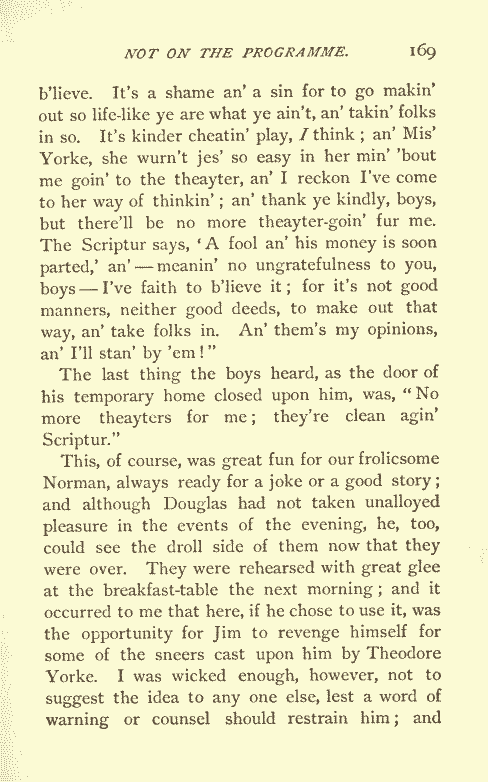 NOT ON THE PROGRAMME. 169
b'lieve. It's a shame an' a sin for to go makin'
out so life-like ye are what ye ain't, an' takin' folks
in so. It's kinder cheatin' play, I think; an' Mis'
Yorke, she wurn't jes' so easy in her min' 'bout
me goin' to the theayter, an' I reckon I've come
to her way of thinkin'; an' thank ye kindly, boys,
but there'll be no more theayter-goin' fur me.
The Scriptur says, 'A fool an' his money is soon
parted,' an' — meanin' no ungratefulness to you,
boys — I've faith to b'lieve it; for it's not good
manners, neither good deeds, to make out that
way, an' take folks in. An' them's my opinions,
an' I'll stan' by 'em!"
The last thing the boys heard, as the door of
his temporary home closed upon him, was, "No
more theayters for me; they're clean agin'
Scriptur."
This, of course, was great fun for our frolicsome
Norman, always ready for a joke or a good story;
and although Douglas had not taken unalloyed
pleasure in the events of the evening, he, too,
could see the droll side of them now that they
were over. They were rehearsed with great glee
at the breakfast-table the next morning; and it
occurred to me that here, if he chose to use it, was
the opportunity for Jim to revenge himself for
some of the sneers cast upon him by Theodore
Yorke. I was wicked enough, however, not to
suggest the idea to any one else, lest a word of
warning or counsel should restrain him; and